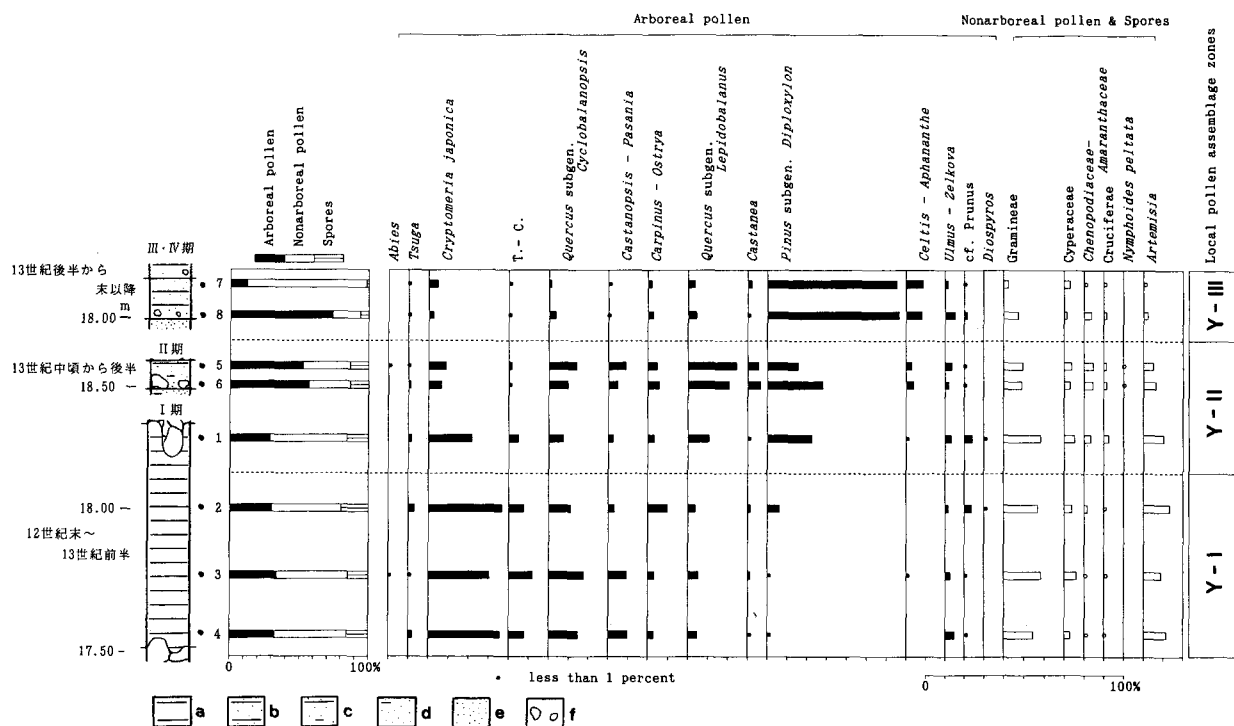 Arboreal pollen
Nonarboreal pollen & Spores
Local pollen assemblage zones
Arboreal pollen
Nonarboreal pollen
Spores
Abies
Tsuga
Cryptomeria japonica
T.- C.
Quercus subgen. Cyclobalanopsis
Castanopsis - Pasania
Carpinus - Ostrya
Quercus subgen. Lepidobalanus
Castanea
Pinus subgen. Diploxylon
Celtis - Aphananthe
Ulmus - Zelkova
cf. Prunus
Diospyros
Gramineae
Cyperaceae
Chenopodiaceae-Amaranthaceae
Cruciferae
Nymphoides peltata
Artemisia
III・IV期
13世紀後半から
末以降
m
18.00
7
8
Y-III
II期
13世紀中頃から後半
18.50
5
6
I期
1
Y-II
18.00
2
12世紀末～
13世紀前半
3
Y-I
4
17.50
0 100%
• less than 1 percent
0 100%
a b c d e f